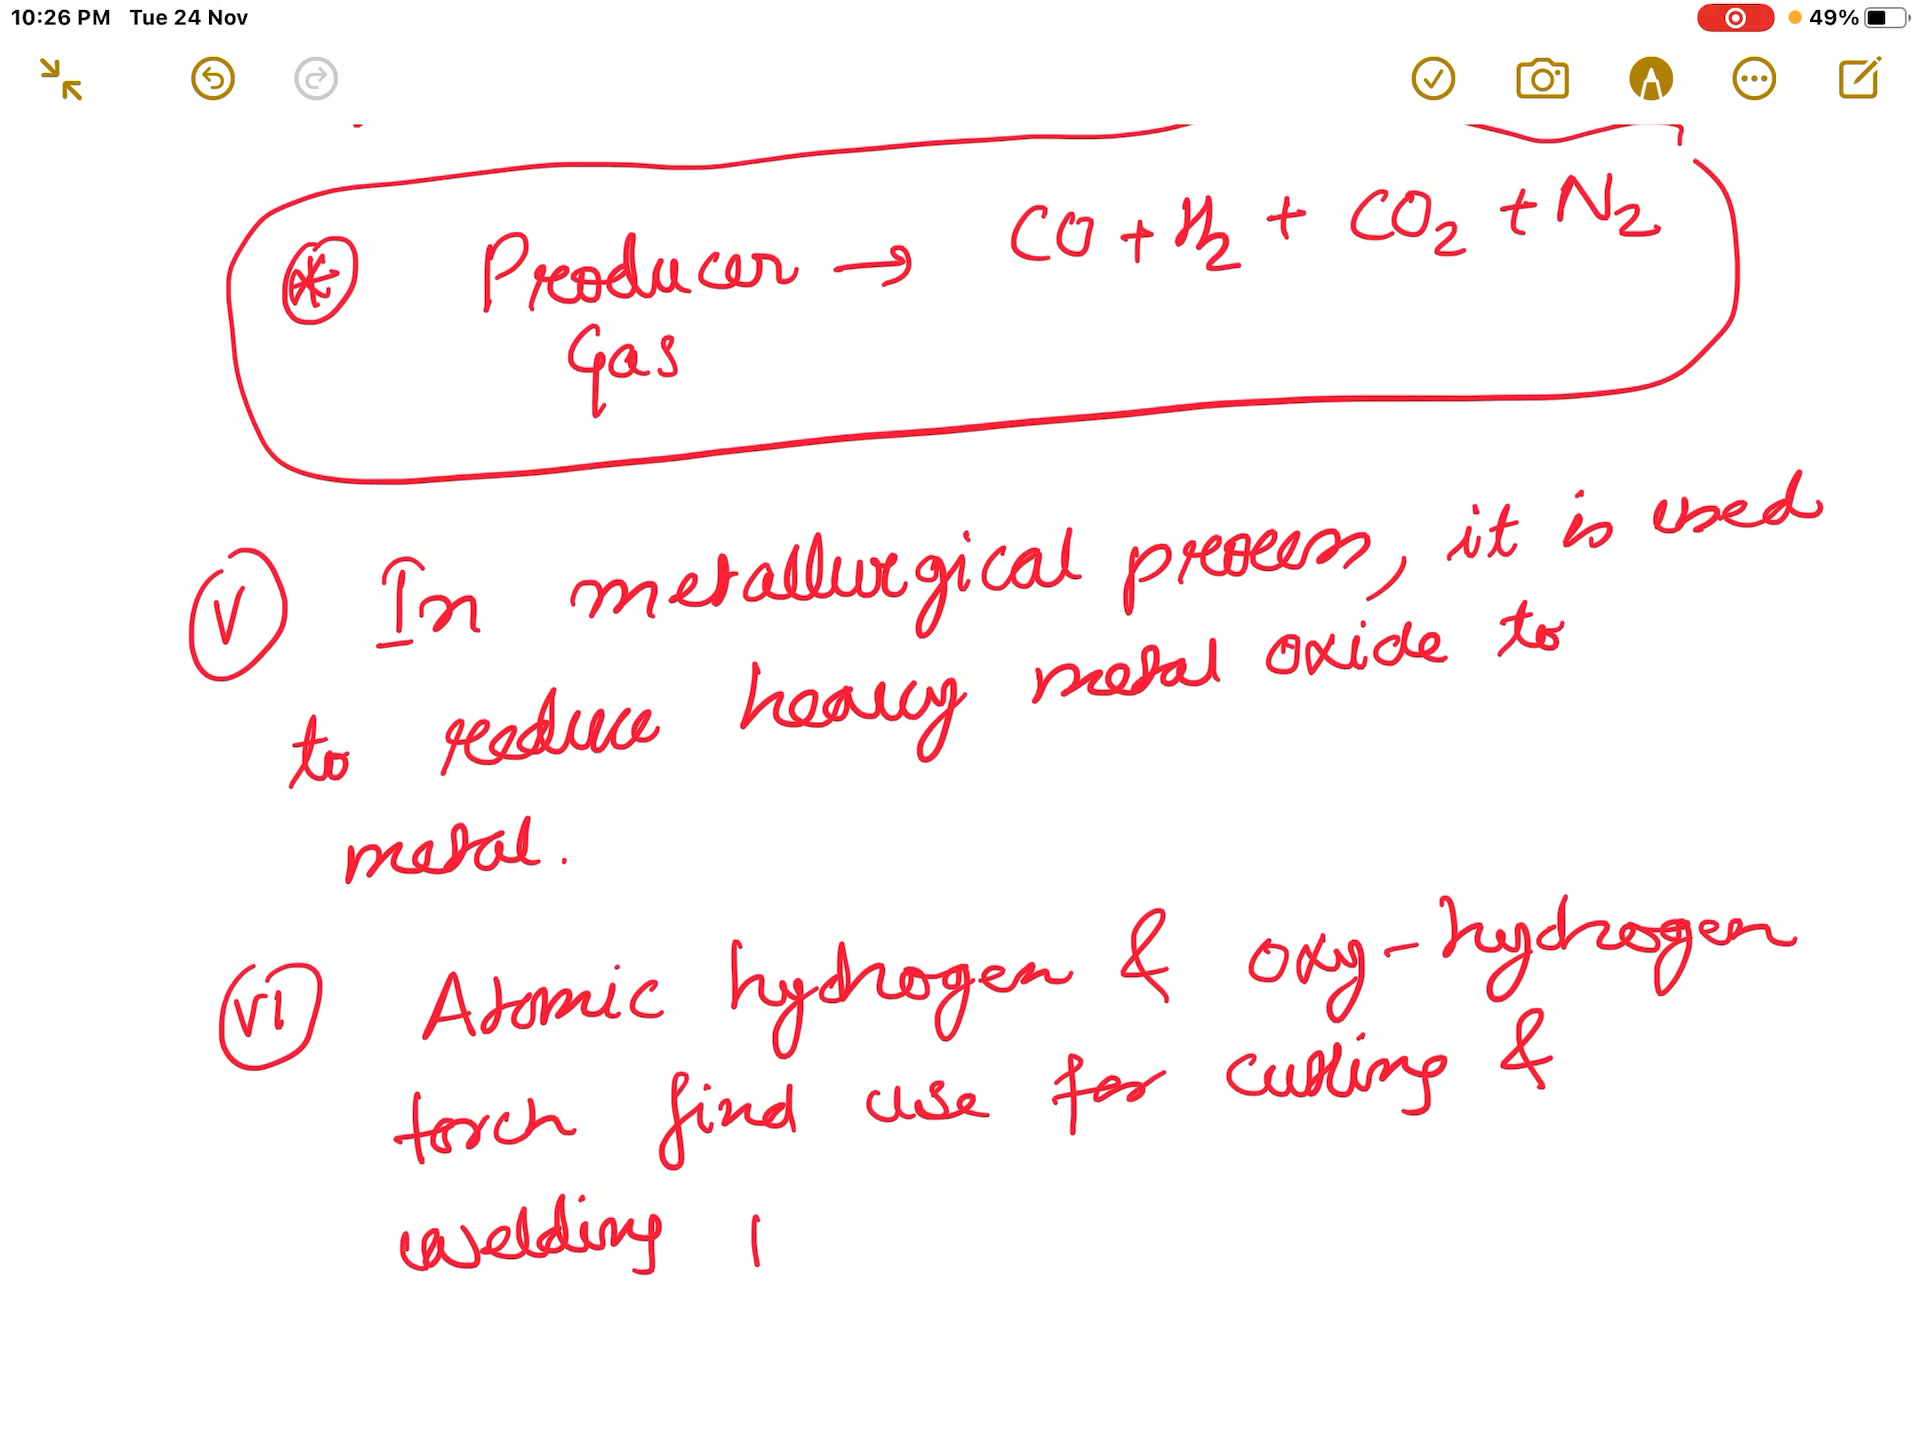 10:26 PM Tue 24 Nov 49%
Producer → CO + H2 + CO2 + N2
Gas
V In metallurgical process, it is used
to reduce heavy metal oxide to
metal.
VI Atomic hydrogen & oxy-hydrogen
torch find use for cutting &
welding